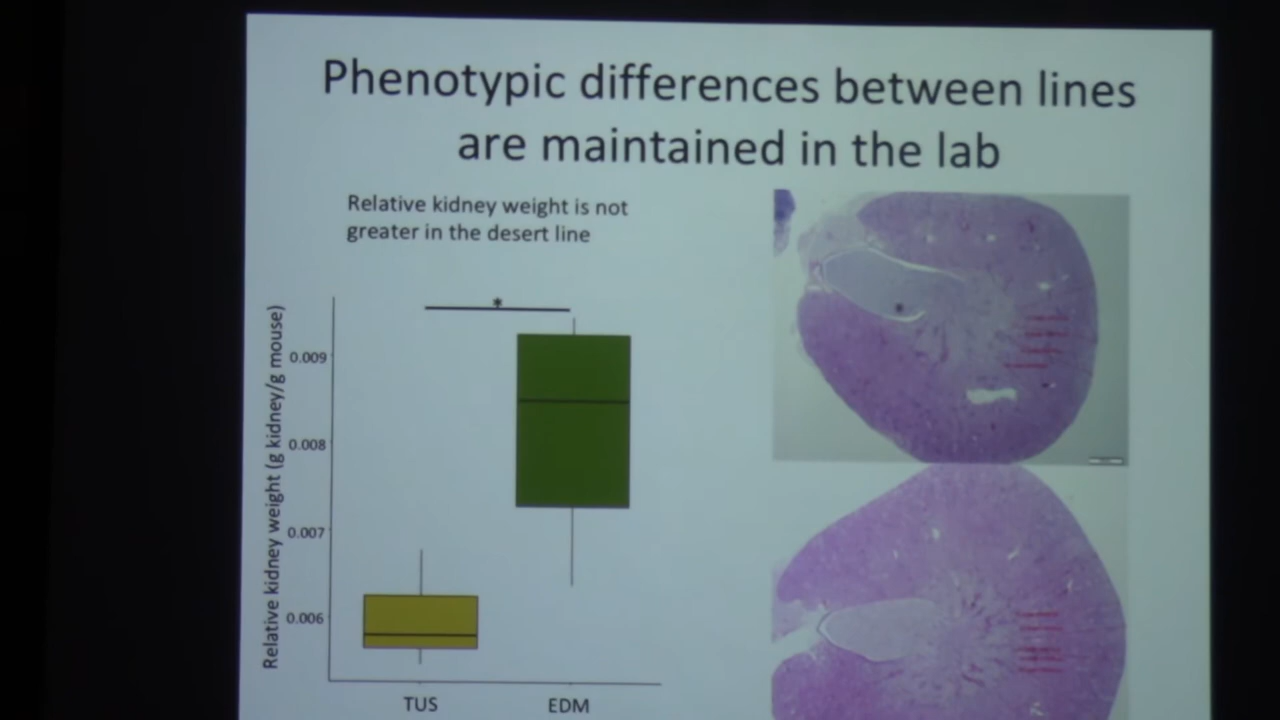 Phenotypic differences between lines
are maintained in the lab
Relative kidney weight is not
greater in the desert line
*
Relative kidney weight (g kidney/g mouse)
0.009
0.008
0.007
0.006
TUS
EDM